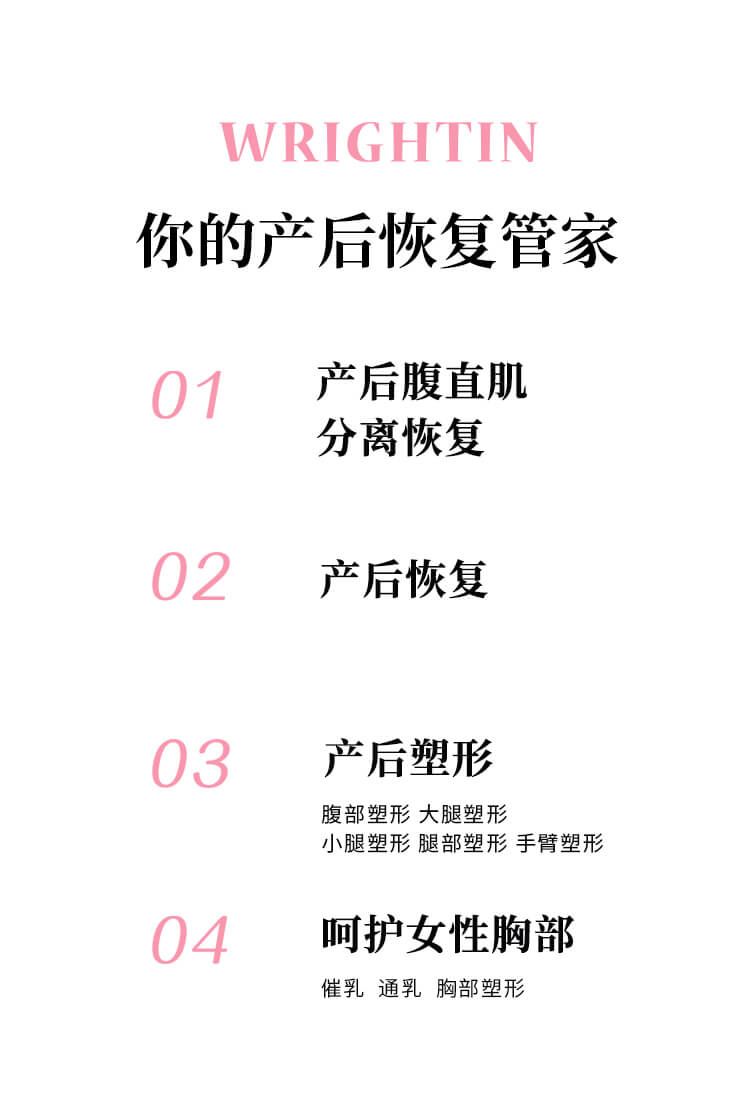 WRIGHTIN
你的产后恢复管家
01
产后腹直肌
分离恢复
02
产后恢复
03
产后塑形
腹部塑形 大腿塑形
小腿塑形 腿部塑形 手臂塑形
04
呵护女性胸部
催乳 通乳 胸部塑形